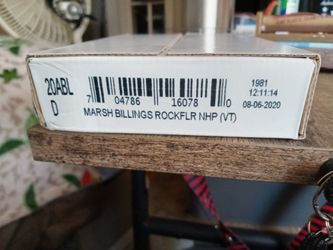 20ABL
D
7 04786 16078 0
MARSH BILLINGS ROCKFLR NHP (VT)
1981
12:11:14
08-06-2020